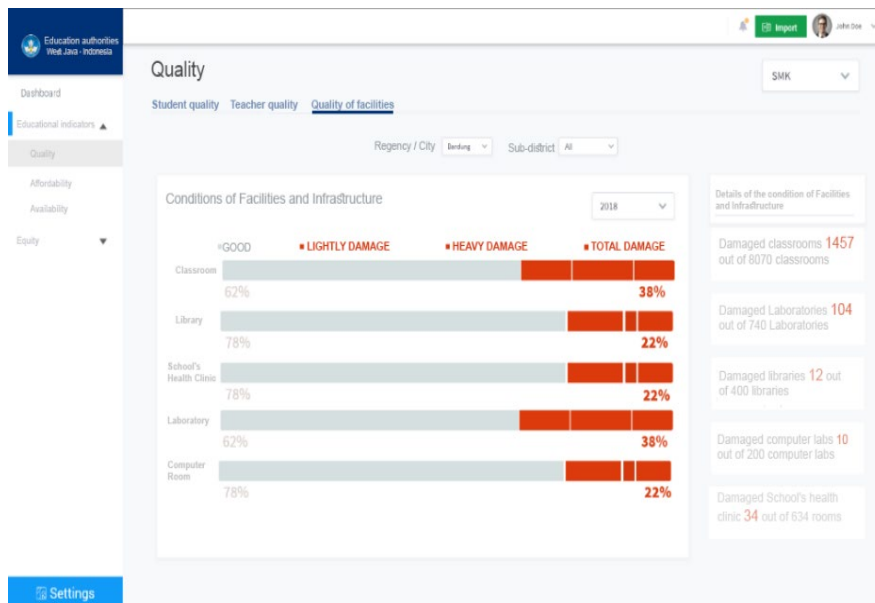 Education authorities
West Java - Indonesia
Import
John Doe
Dashboard
Educational indicators
Quality
Affordability
Availability
Equity
Settings
Quality
SMK
Student quality Teacher quality Quality of facilities
Regency / City Bandung Sub-district All
Conditions of Facilities and Infrastructure
2018
GOOD LIGHTLY DAMAGE HEAVY DAMAGE TOTAL DAMAGE
Classroom
62% 38%
Library
78% 22%
School's
Health Clinic
78% 22%
Laboratory
62% 38%
Computer
Room
78% 22%
Details of the condition of Facilities
and Infrastructure
Damaged classrooms 1457
out of 8070 classrooms
Damaged Laboratories 104
out of 740 Laboratories
Damaged libraries 12 out
of 400 libraries
Damaged computer labs 10
out of 200 computer labs
Damaged School's health
clinic 34 out of 634 rooms